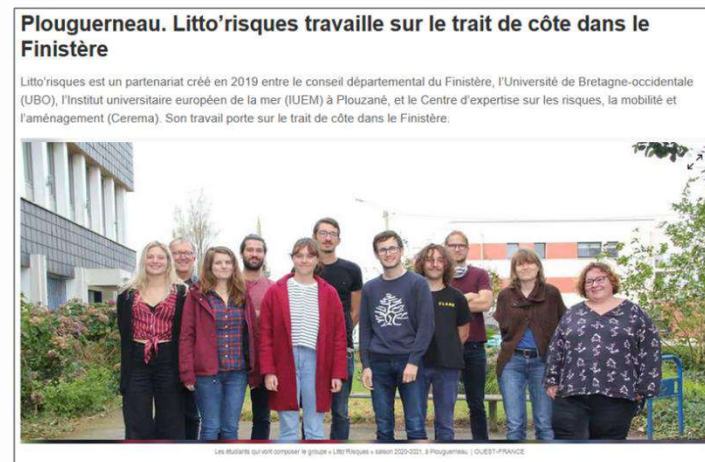 Plouguerneau. Litto’risques travaille sur le trait de côte dans le
Finistère
Litto’risques est un partenariat créé en 2019 entre le conseil départemental du Finistère, l’Université de Bretagne-occidentale
(UBO), l’Institut universitaire européen de la mer (IUEM) à Plouzané, et le Centre d’expertise sur les risques, la mobilité et
l’aménagement (Cerema). Son travail porte sur le trait de côte dans le Finistère.
Les étudiants qui vont composer le groupe « Litto’Risques » saison 2020-2021, à Plouguerneau. | OUEST-FRANCE